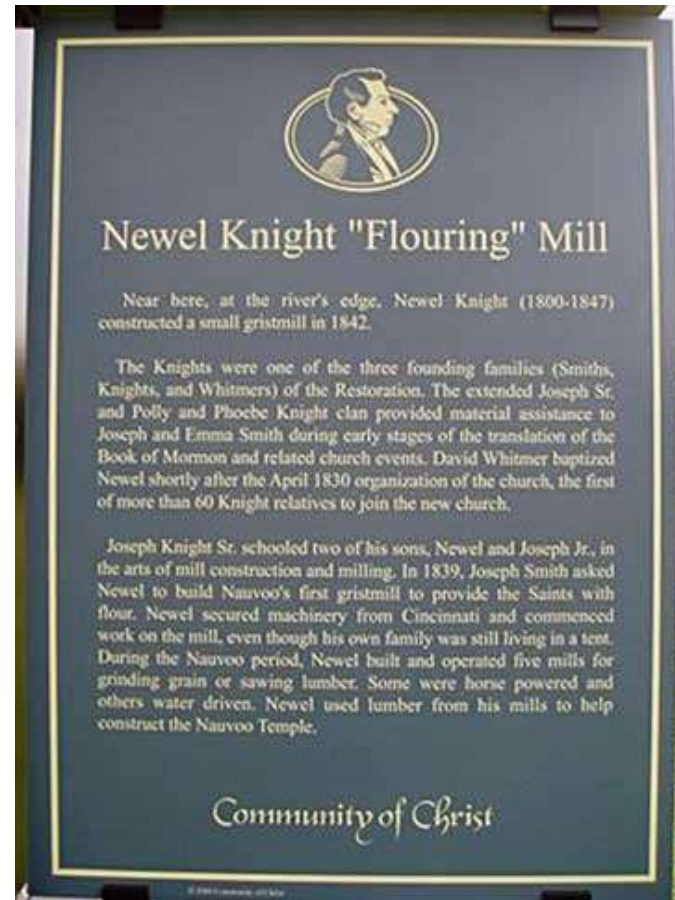 Newel Knight "Flouring" Mill
Near here, at the river's edge, Newel Knight (1800-1847)
constructed a small gristmill in 1842.
The Knights were one of the three founding families (Smiths,
Knights, and Whitmers) of the Restoration. The extended Joseph Sr.
and Polly and Phoebe Knight clan provided material assistance to
Joseph and Emma Smith during early stages of the translation of the
Book of Mormon and related church events. David Whitmer baptized
Newel shortly after the April 1830 organization of the church, the first
of more than 60 Knight relatives to join the new church.
Joseph Knight Sr. schooled two of his sons, Newel and Joseph Jr., in
the arts of mill construction and milling. In 1839, Joseph Smith asked
Newel to build Nauvoo's first gristmill to provide the Saints with
flour. Newel secured machinery from Cincinnati and commenced
work on the mill, even though his own family was still living in a tent.
During the Nauvoo period, Newel built and operated five mills for
grinding grain or sawing lumber. Some were horse powered and
others water driven. Newel used lumber from his mills to help
construct the Nauvoo Temple.
Community of Christ
© Community of Christ